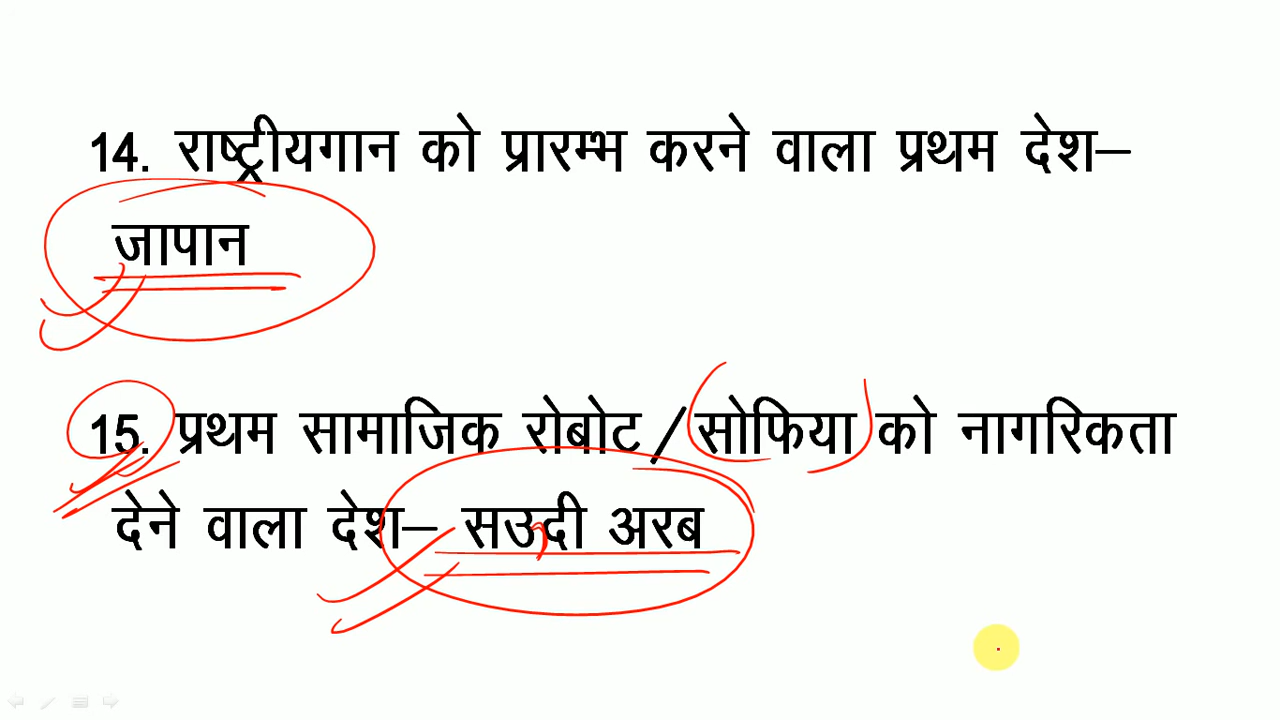 14. राष्ट्रीयगान को प्रारम्भ करने वाला प्रथम देश–
जापान
15. प्रथम सामाजिक रोबोट/सोफिया को नागरिकता
देने वाला देश– सउदी अरब